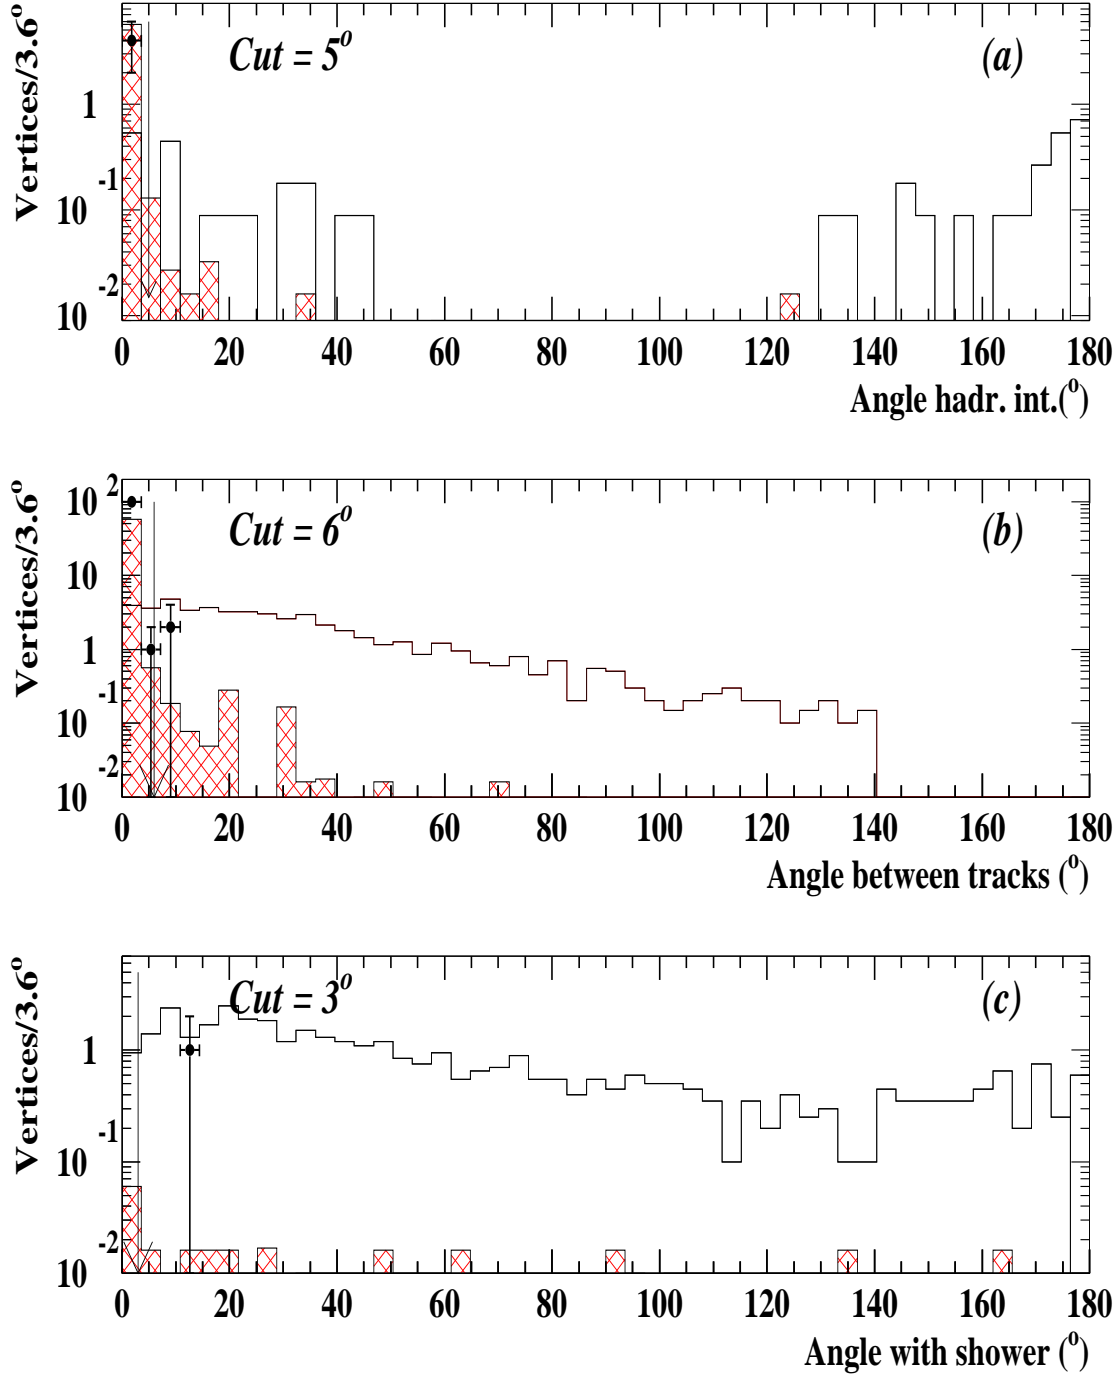 Vertices/3.6°
Cut = 5°
(a)
1
10⁻¹
10⁻²
0 20 40 60 80 100 120 140 160 180
Angle hadr. int.(°)
Vertices/3.6°
Cut = 6°
(b)
10²
10
1
10⁻¹
10⁻²
0 20 40 60 80 100 120 140 160 180
Angle between tracks (°)
Vertices/3.6°
Cut = 3°
(c)
1
10⁻¹
10⁻²
0 20 40 60 80 100 120 140 160 180
Angle with shower (°)